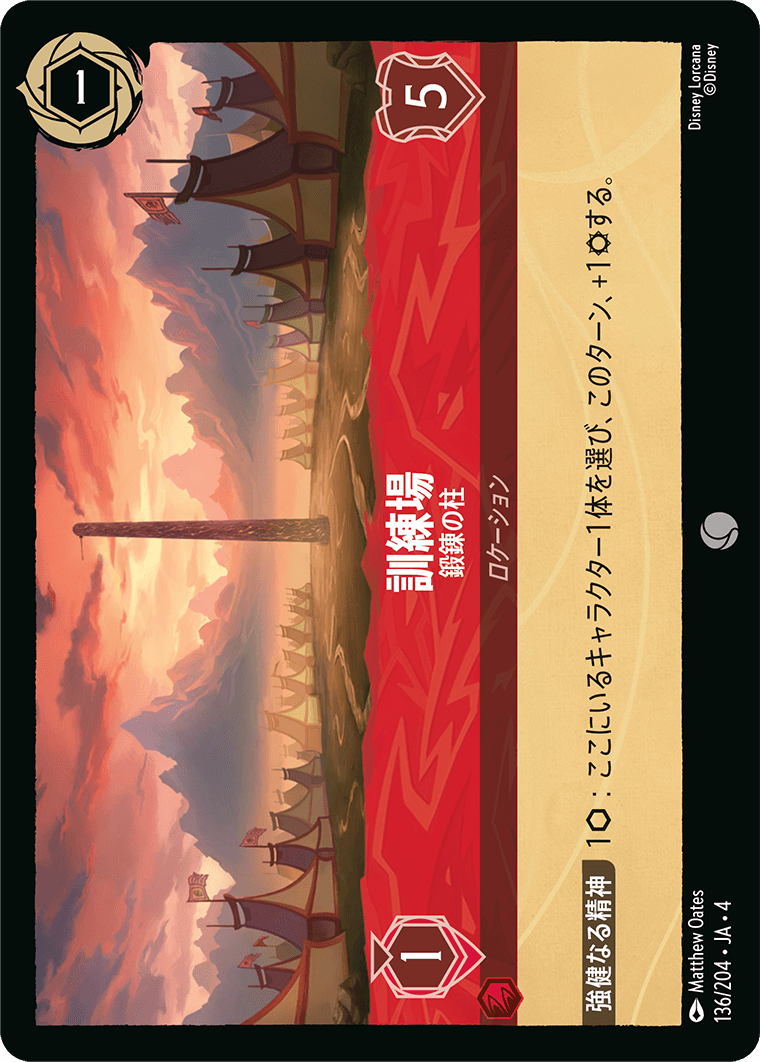 1
訓練場
鍛錬の柱
1
5
ロケーション
強健なる精神 1⬡：ここにいるキャラクター1体を選び、このターン、+1¤する。
Matthew Oates
136/204 • JA • 4
Disney Lorcana
©Disney